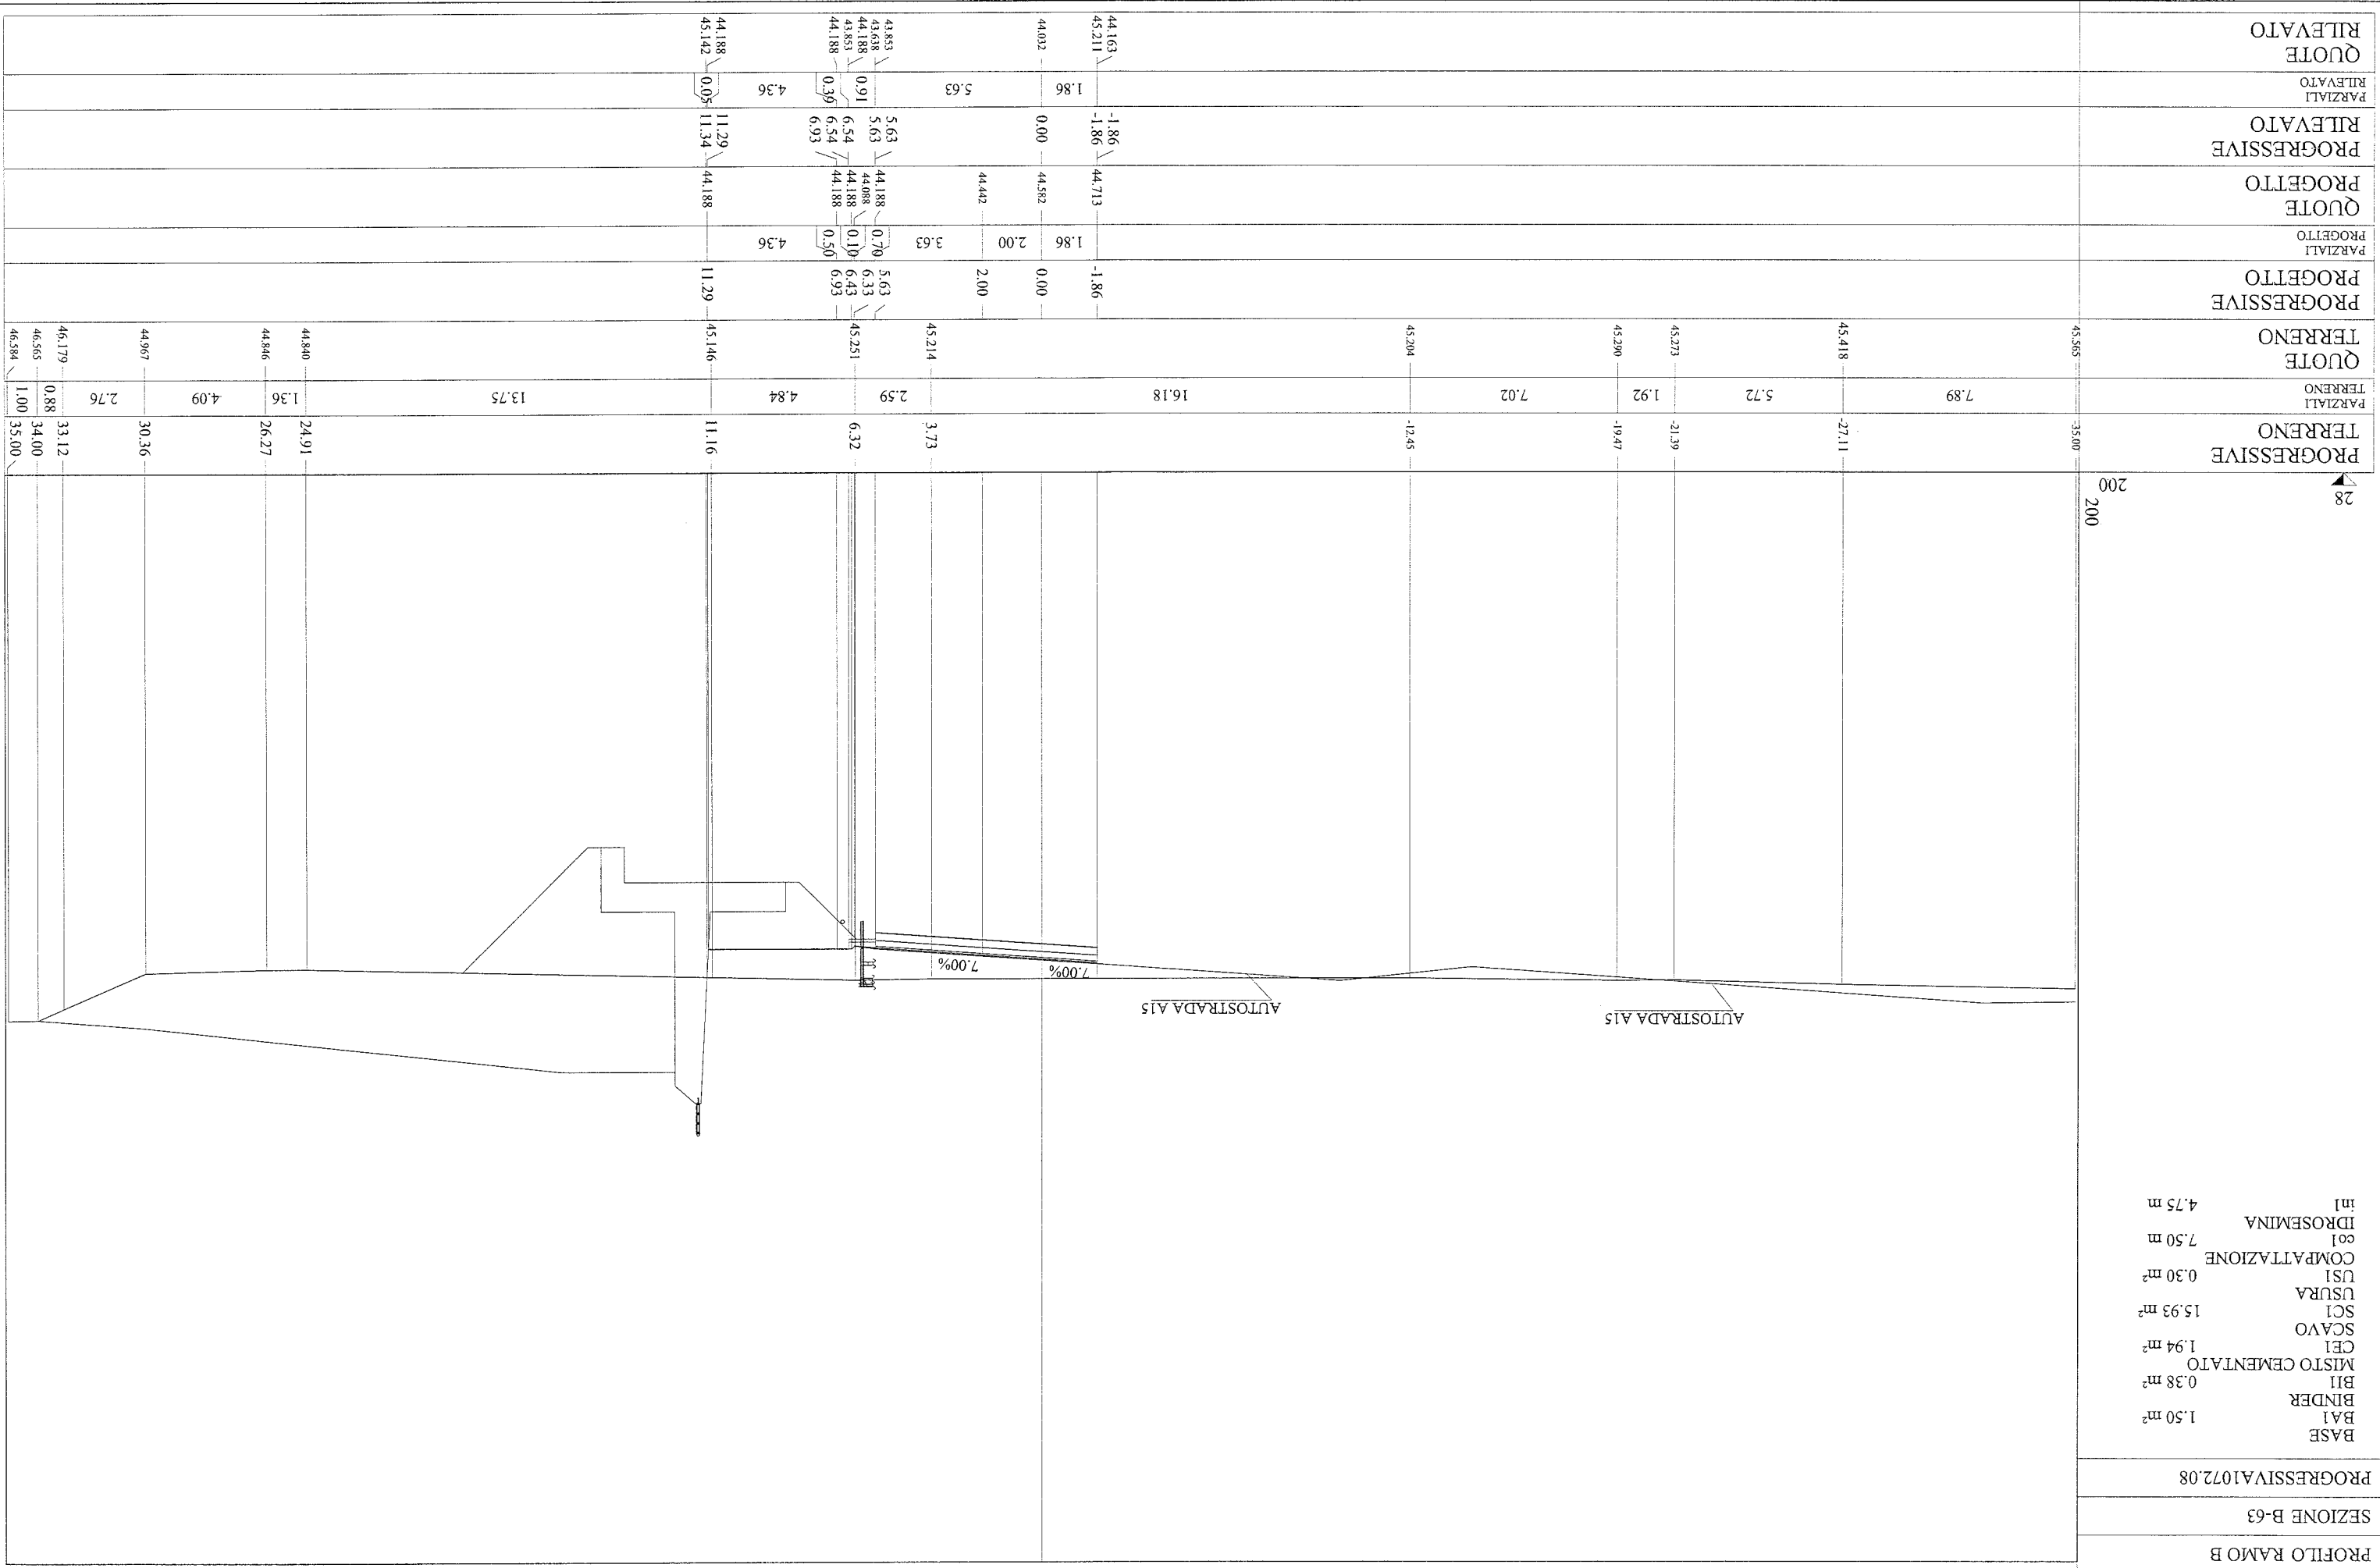 PROFILO RAMO B
SEZIONE B-63
PROGRESSIVA1072.08
BASE
BA1 1.50 m²
BINDER
BI1 0.38 m²
MISTO CEMENTATO
CE1 1.94 m²
SCAVO
SC1 15.93 m²
USURA
US1 0.30 m²
COMPATTAZIONE
co1 7.50 m
IDROSEMINA
in1 4.75 m
AUTOSTRADA A15
AUTOSTRADA A15
7.00%
7.00%
200
200
28
PROGRESSIVE
TERRENO
-35.00 -27.11 -21.39 -19.47 -12.45 3.73 6.32 11.16 24.91 26.27 30.36 33.12 34.00 35.00
PARZIALI
TERRENO
7.89 5.72 1.92 7.02 16.18 2.59 4.84 13.75 1.36 4.09 2.76 0.88 1.00
QUOTE
TERRENO
45.565 45.418 45.273 45.290 45.204 45.214 45.251 45.146 44.840 44.846 44.967 46.179 46.565 46.584
PROGRESSIVE
PROGETTO
-1.86 0.00 2.00 5.63 6.33 6.43 6.93 11.29
PARZIALI
PROGETTO
1.86 2.00 3.63 0.70 0.10 0.50 4.36
QUOTE
PROGETTO
44.713 44.582 44.442 44.188 44.088 44.188 44.188 44.188
PROGRESSIVE
RILEVATO
-1.86 -1.86 0.00 5.63 5.63 6.54 6.54 6.93 11.29 11.34
PARZIALI
RILEVATO
1.86 5.63 0.91 0.39 4.36 0.05
QUOTE
RILEVATO
44.163 45.211 44.032 43.853 43.638 44.188 43.853 44.188 44.188 45.142